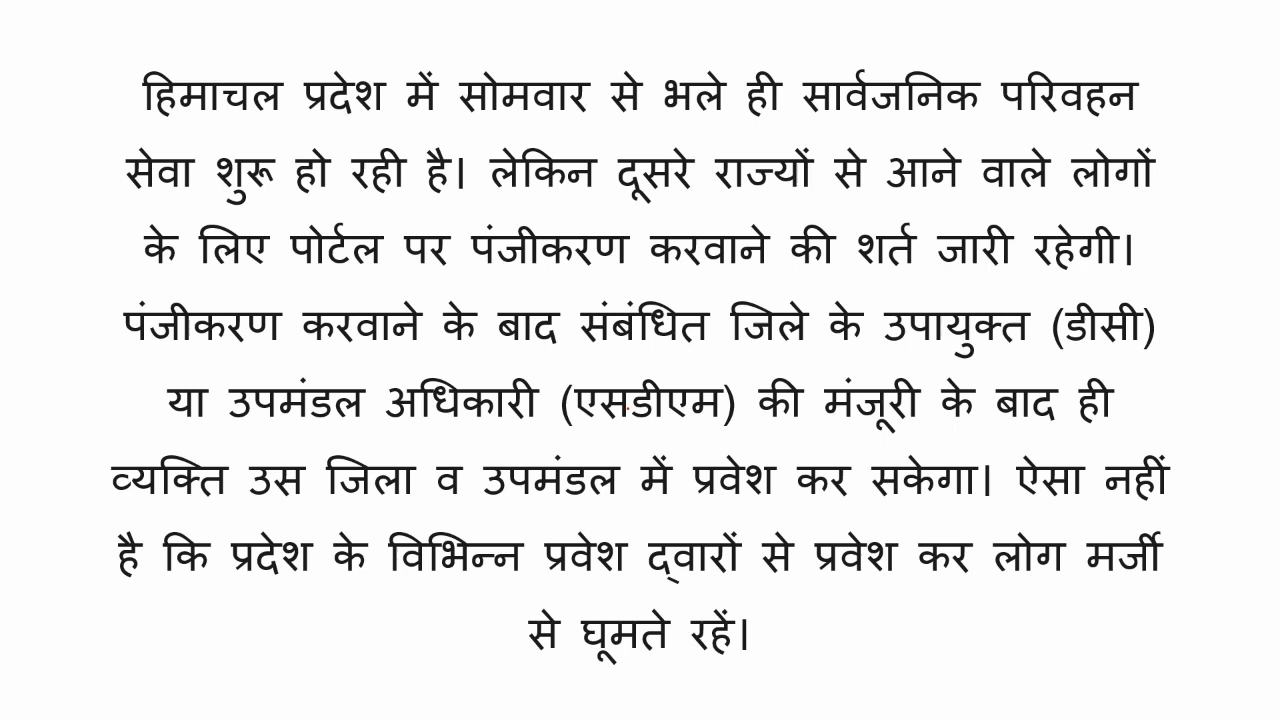 हिमाचल प्रदेश में सोमवार से भले ही सार्वजनिक परिवहन
सेवा शुरू हो रही है। लेकिन दूसरे राज्यों से आने वाले लोगों
के लिए पोर्टल पर पंजीकरण करवाने की शर्त जारी रहेगी।
पंजीकरण करवाने के बाद संबंधित जिले के उपायुक्त (डीसी)
या उपमंडल अधिकारी (एसडीएम) की मंजूरी के बाद ही
व्यक्ति उस जिला व उपमंडल में प्रवेश कर सकेगा। ऐसा नहीं
है कि प्रदेश के विभिन्न प्रवेश द्वारों से प्रवेश कर लोग मर्जी
से घूमते रहें।